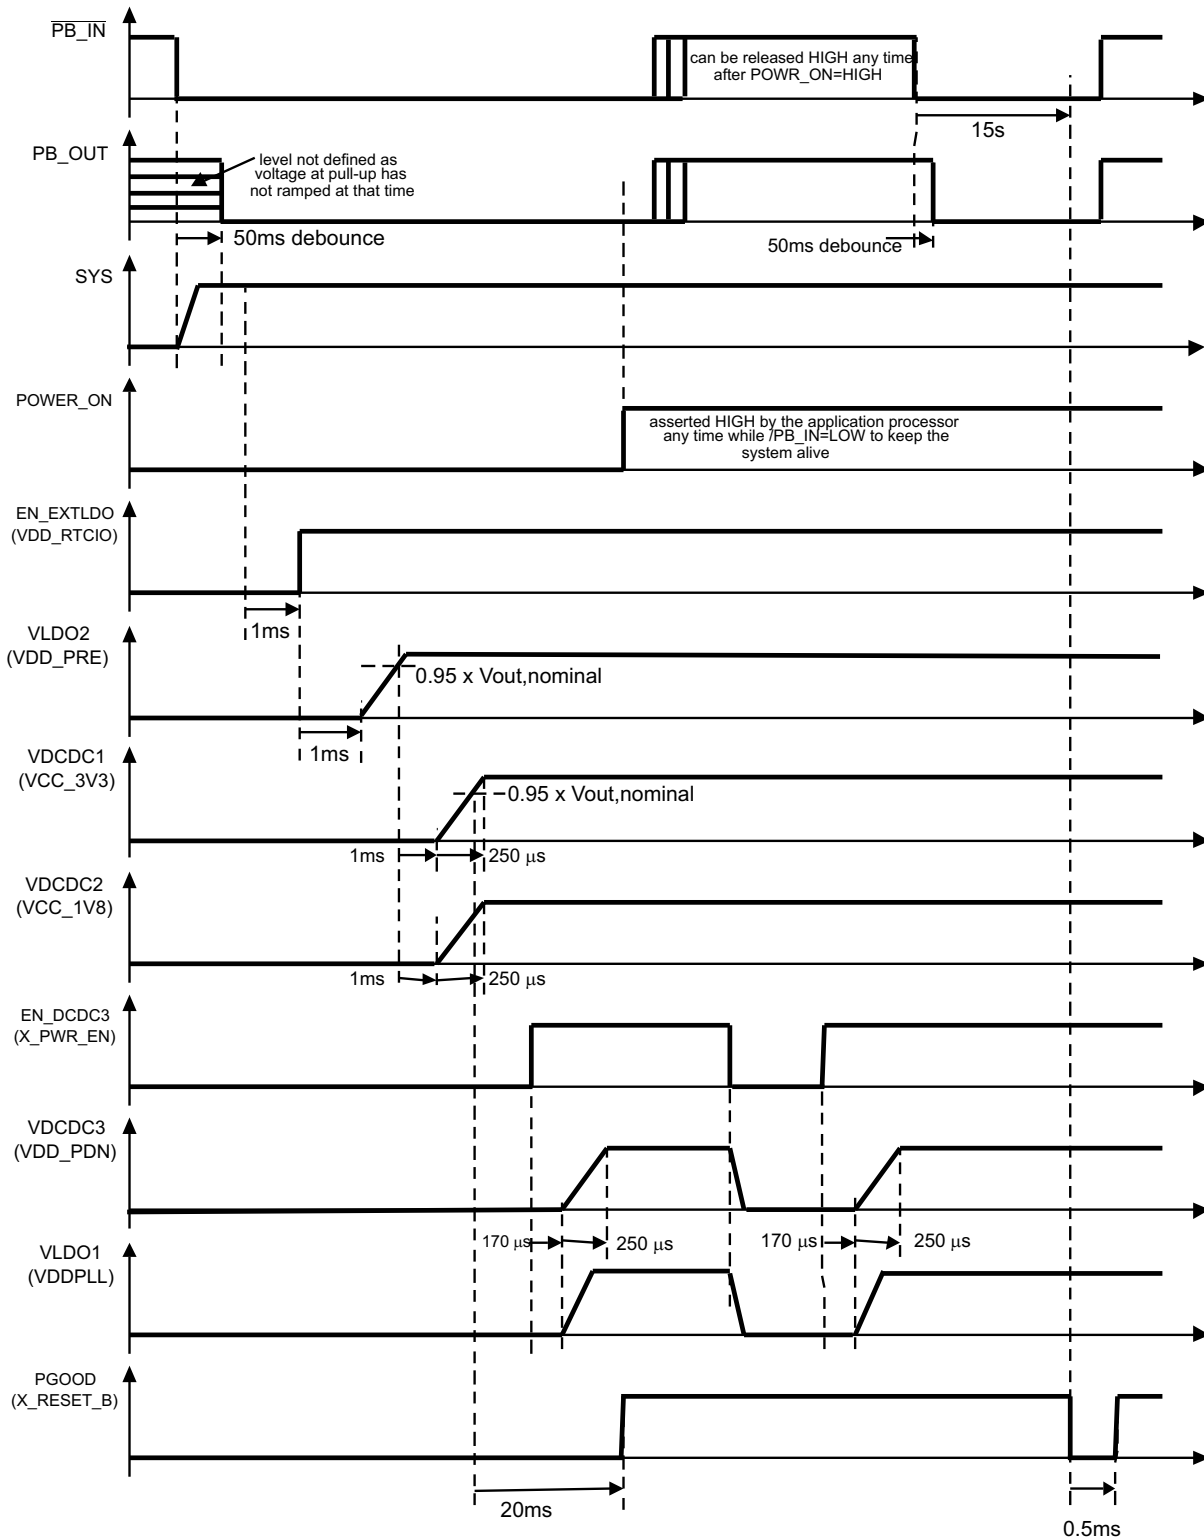 PB_IN
can be released HIGH any time
after POWR_ON=HIGH
15s
PB_OUT
level not defined as
voltage at pull-up has
not ramped at that time
50ms debounce
50ms debounce
SYS
POWER_ON
asserted HIGH by the application processor
any time while /PB_IN=LOW to keep the
system alive
EN_EXTLDO
(VDD_RTCIO)
1ms
VLDO2
(VDD_PRE)
0.95 x Vout,nominal
1ms
VDCDC1
(VCC_3V3)
0.95 x Vout,nominal
1ms
250 μs
VDCDC2
(VCC_1V8)
1ms
250 μs
EN_DCDC3
(X_PWR_EN)
VDCDC3
(VDD_PDN)
170 μs
250 μs
170 μs
250 μs
VLDO1
(VDDPLL)
PGOOD
(X_RESET_B)
20ms
0.5ms